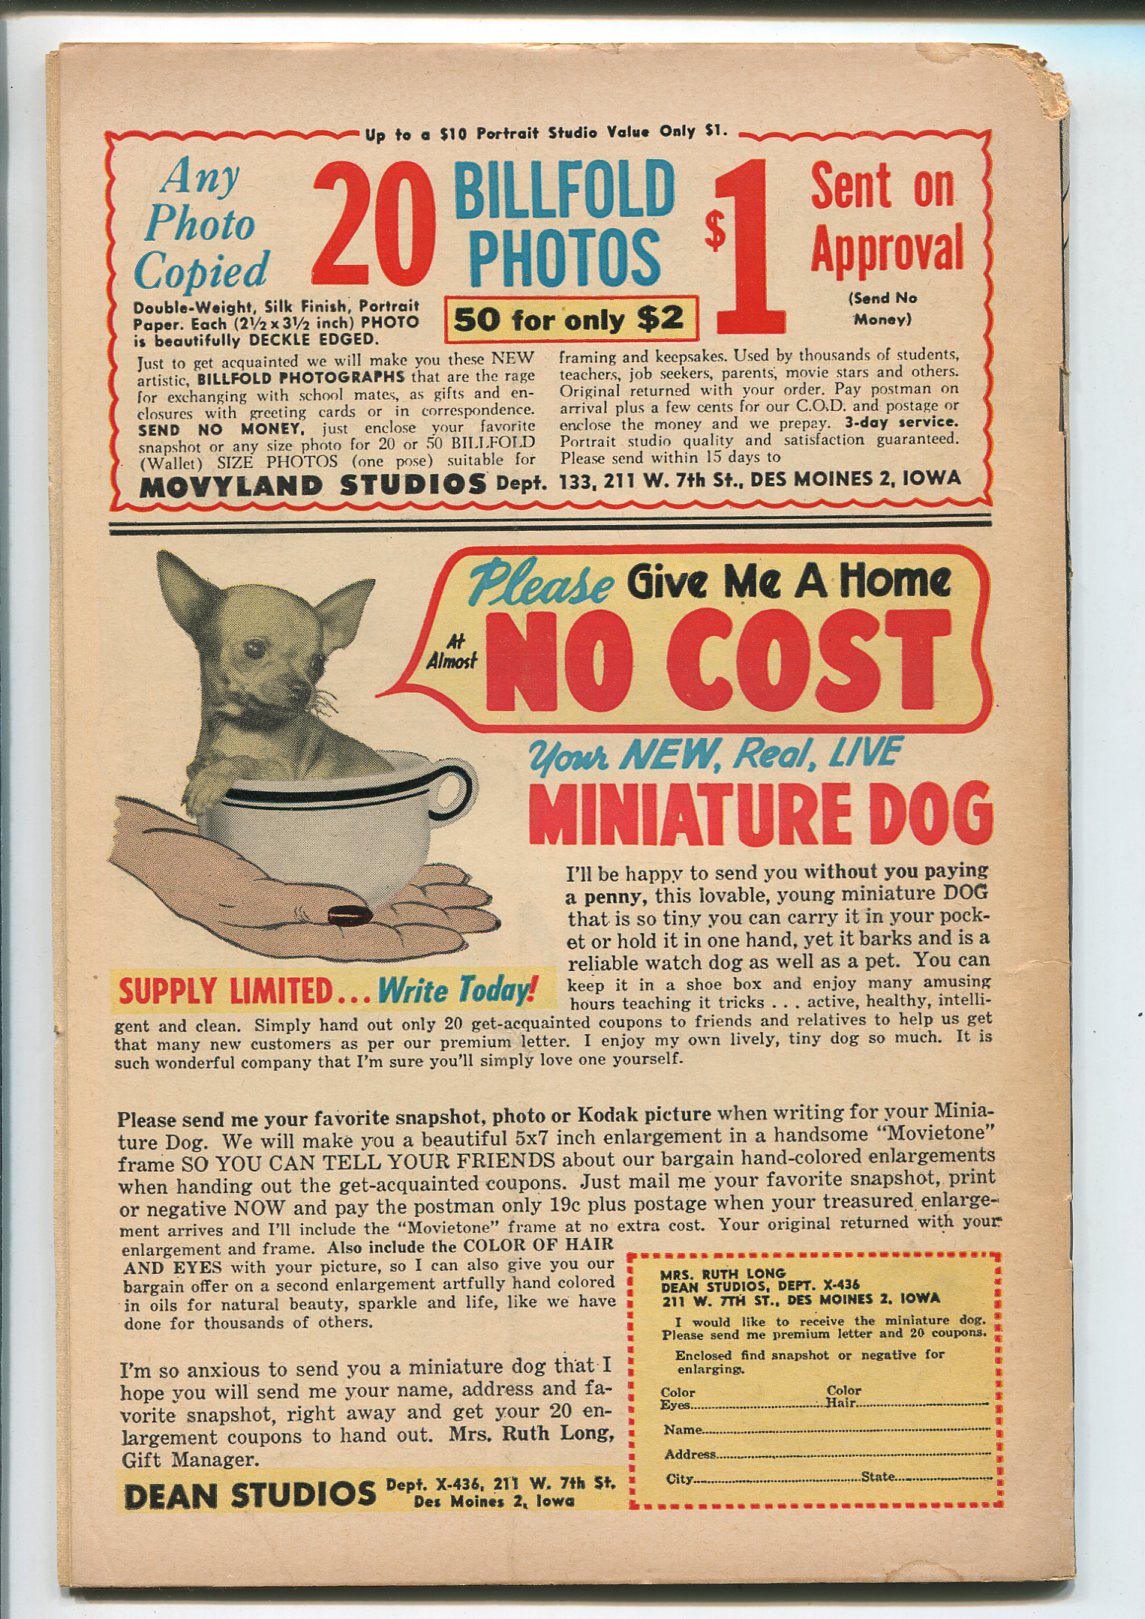 Up to a $10 Portrait Studio Value Only $1.
Any
Photo
Copied
20
BILLFOLD
PHOTOS
50 for only $2
$1
Sent on
Approval
(Send No
Money)
Double-Weight, Silk Finish, Portrait
Paper. Each (2½ x 3½ inch) PHOTO
is beautifully DECKLE EDGED.
Just to get acquainted we will make you these NEW
artistic, BILLFOLD PHOTOGRAPHS that are the rage
for exchanging with school mates, as gifts and en-
closures with greeting cards or in correspondence.
SEND NO MONEY, just enclose your favorite
snapshot or any size photo for 20 or 50 BILLFOLD
(Wallet) SIZE PHOTOS (one pose) suitable for
framing and keepsakes. Used by thousands of students,
teachers, job seekers, parents, movie stars and others.
Original returned with your order. Pay postman on
arrival plus a few cents for our C.O.D. and postage or
enclose the money and we prepay. 3-day service.
Portrait studio quality and satisfaction guaranteed.
Please send within 15 days to
MOVYLAND STUDIOS Dept. 133, 211 W. 7th St., DES MOINES 2, IOWA
Please Give Me A Home
At
Almost
NO COST
Your NEW, Real, LIVE
MINIATURE DOG
I'll be happy to send you without you paying
a penny, this lovable, young miniature DOG
that is so tiny you can carry it in your pock-
et or hold it in one hand, yet it barks and is a
reliable watch dog as well as a pet. You can
keep it in a shoe box and enjoy many amusing
hours teaching it tricks . . . active, healthy, intelli-
SUPPLY LIMITED... Write Today!
gent and clean. Simply hand out only 20 get-acquainted coupons to friends and relatives to help us get
that many new customers as per our premium letter. I enjoy my own lively, tiny dog so much. It is
such wonderful company that I'm sure you'll simply love one yourself.
Please send me your favorite snapshot, photo or Kodak picture when writing for your Minia-
ture Dog. We will make you a beautiful 5x7 inch enlargement in a handsome "Movietone"
frame SO YOU CAN TELL YOUR FRIENDS about our bargain hand-colored enlargements
when handing out the get-acquainted coupons. Just mail me your favorite snapshot, print
or negative NOW and pay the postman only 19c plus postage when your treasured enlarge-
ment arrives and I'll include the "Movietone" frame at no extra cost. Your original returned with your
enlargement and frame. Also include the COLOR OF HAIR
AND EYES with your picture, so I can also give you our
bargain offer on a second enlargement artfully hand colored
in oils for natural beauty, sparkle and life, like we have
done for thousands of others.
I'm so anxious to send you a miniature dog that I
hope you will send me your name, address and fa-
vorite snapshot, right away and get your 20 en-
largement coupons to hand out. Mrs. Ruth Long,
Gift Manager.
DEAN STUDIOS Dept. X-436, 211 W. 7th St.
Des Moines 2, Iowa
MRS. RUTH LONG
DEAN STUDIOS, DEPT. X-436
211 W. 7TH ST., DES MOINES 2, IOWA
I would like to receive the miniature dog.
Please send me premium letter and 20 coupons.
Enclosed find snapshot or negative for
enlarging.
Color Color
Eyes Hair
Name
Address
City State